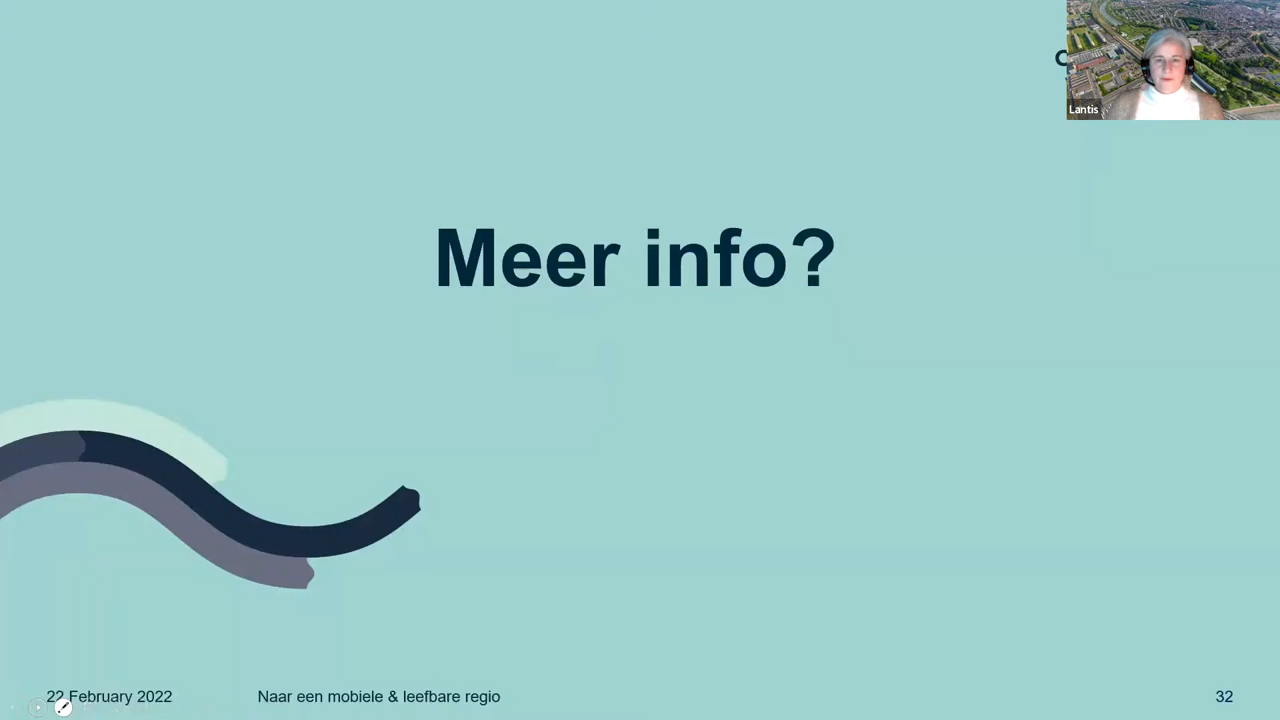 Lantis
Meer info?
22 February 2022
Naar een mobiele & leefbare regio
32